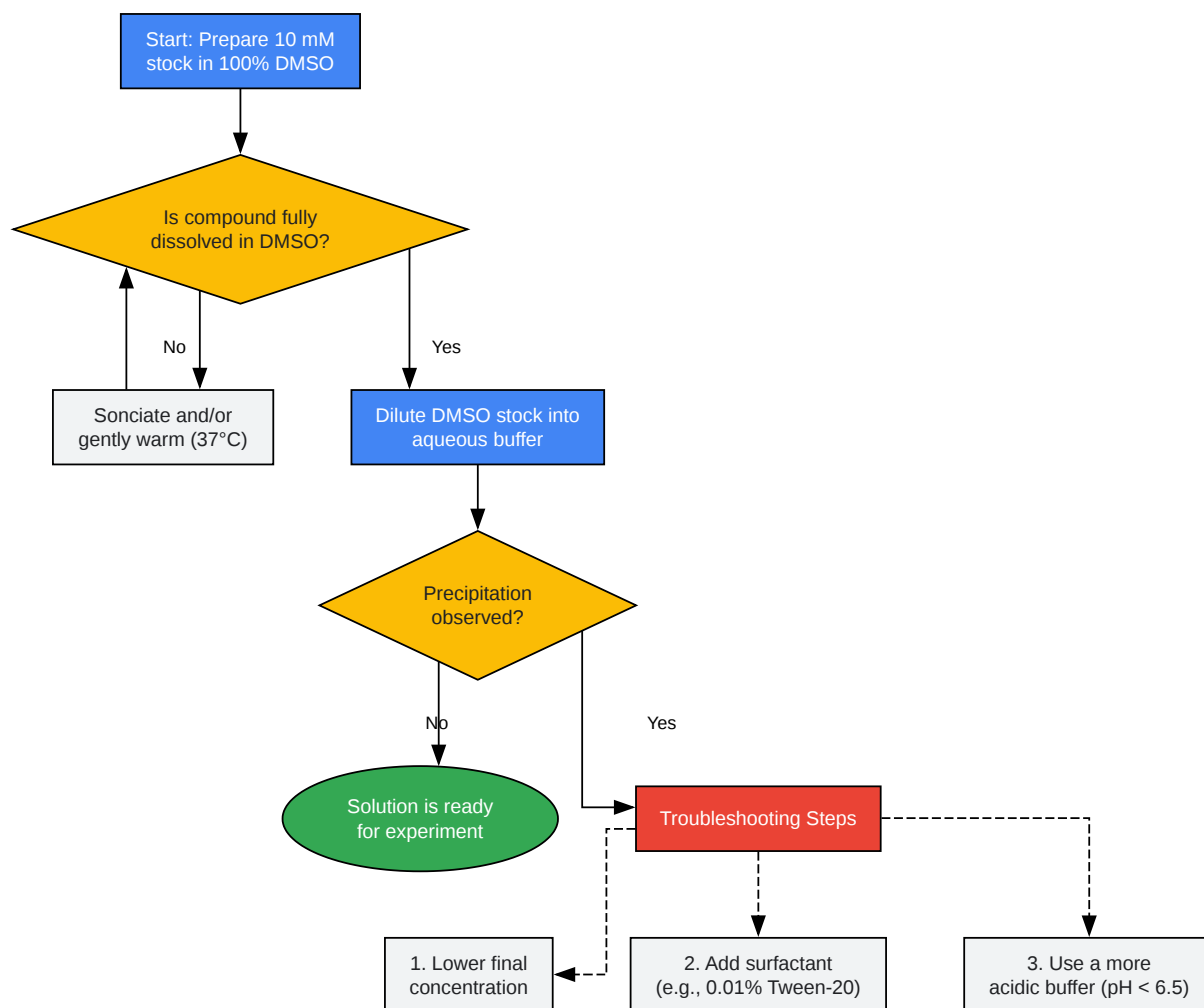 Start: Prepare 10 mM
stock in 100% DMSO
Is compound fully
dissolved in DMSO?
No
Yes
Sonciate and/or
gently warm (37°C)
Dilute DMSO stock into
aqueous buffer
Precipitation
observed?
No
Yes
Solution is ready
for experiment
Troubleshooting Steps
1. Lower final
concentration
2. Add surfactant
(e.g., 0.01% Tween-20)
3. Use a more
acidic buffer (pH < 6.5)